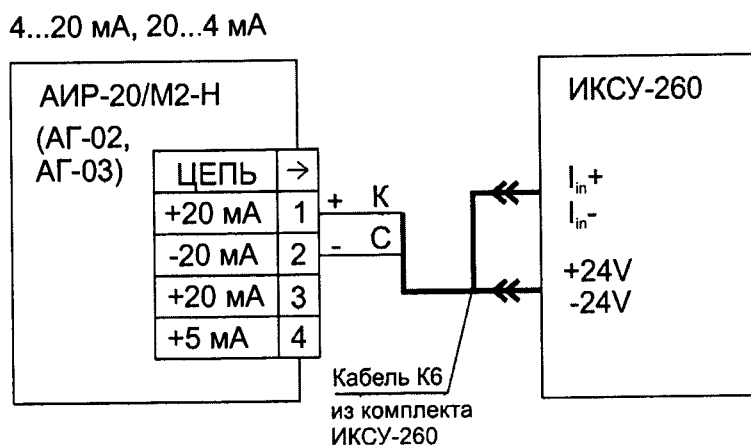 4...20 мА, 20...4 мА
АИР-20/М2-Н
(АГ-02,
АГ-03)
ЦЕПЬ →
+20 мА 1
-20 мА 2
+20 мА 3
+5 мА 4
+ К
- С
ИКСУ-260
Iin+
Iin-
+24V
-24V
Кабель К6
из комплекта
ИКСУ-260